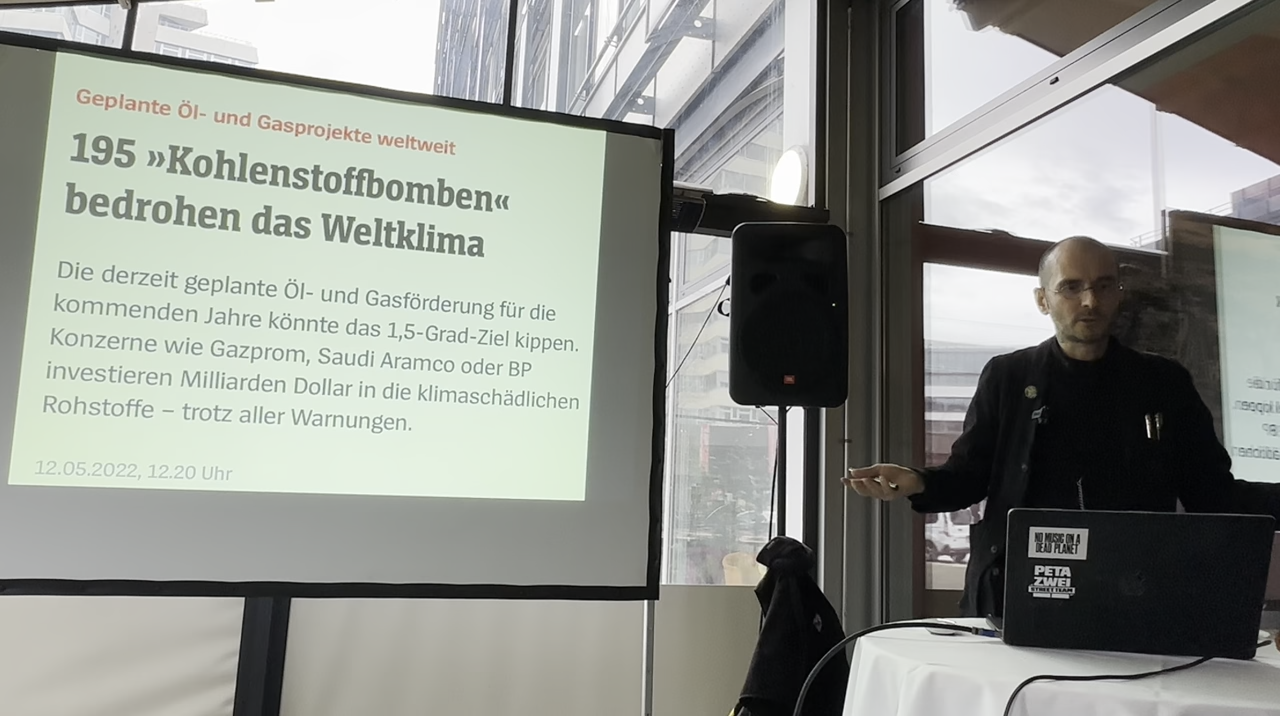 Geplante Öl- und Gasprojekte weltweit
195 »Kohlenstoffbomben«
bedrohen das Weltklima
Die derzeit geplante Öl- und Gasförderung für die
kommenden Jahre könnte das 1,5-Grad-Ziel kippen.
Konzerne wie Gazprom, Saudi Aramco oder BP
investieren Milliarden Dollar in die klimaschädlichen
Rohstoffe – trotz aller Warnungen.
12.05.2022, 12.20 Uhr
JBL
NO MUSIC ON A
DEAD PLANET
PETA
ZWEI
STREET TEAM